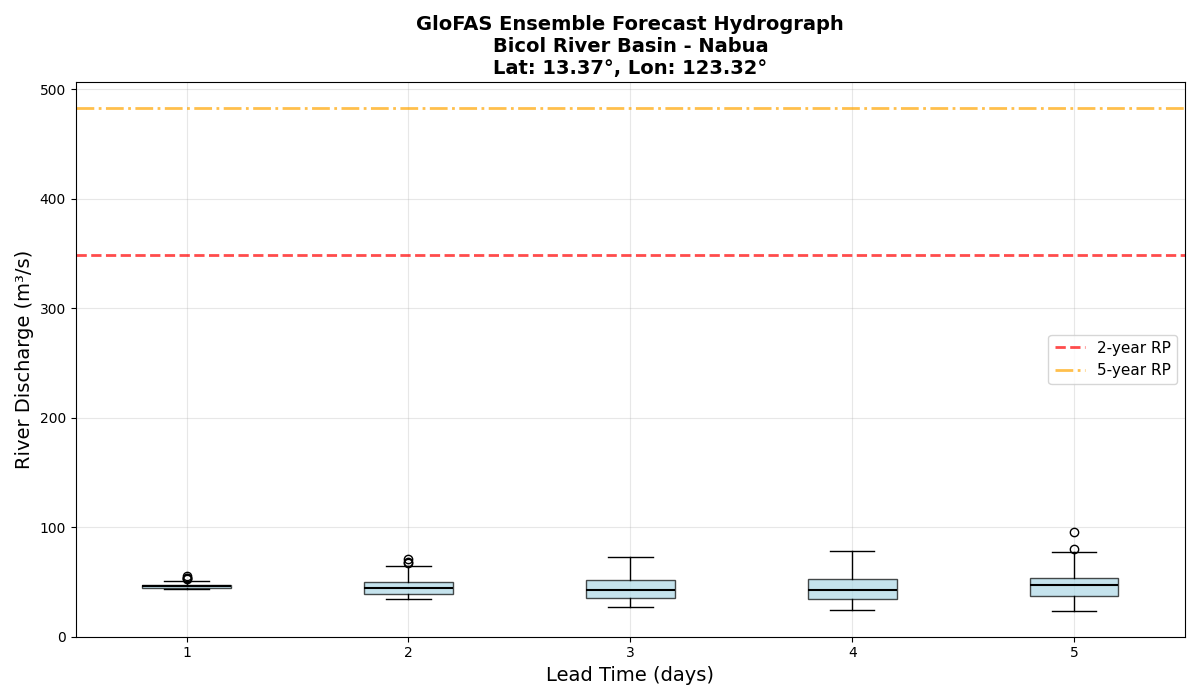 GloFAS Ensemble Forecast Hydrograph
Bicol River Basin - Nabua
Lat: 13.37°, Lon: 123.32°
500
400
300
200
100
0
River Discharge (m³/s)
2-year RP
5-year RP
1 2 3 4 5
Lead Time (days)